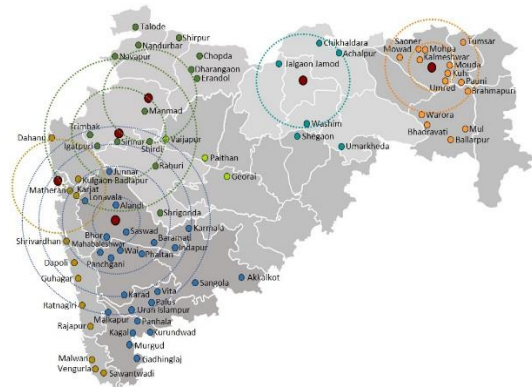 Talode
Shirpur
Nandurbar
Navapur
Chopda
Dharangaon
Erandol
Chikhaldara
Achalpur
Jalgaon Jamod
Saoner
Mowad
Mohpa
Tumsar
Kalmeshwar
Mouda
Kuhi
Umred
Pauni
Brahmapuri
Manmad
Trimbak
Dahanu
Igatpuri
Sinnar
Shirdi
Vaijapur
Washim
Shegaon
Umarkheda
Warora
Bhadravati
Mul
Ballarpur
Rahuri
Paithan
Georai
Junnar
Kulgaon-Badlapur
Matheran
Karjat
Lonavala
Alandi
Shrigonda
Shrivardhan
Bhor
Saswad
Karmala
Mahabaleshwar
Baramati
Wai
Indapur
Dapoli
Panchgani
Phaltan
Guhagar
Sangola
Akkalkot
Karad
Vita
Ratnagiri
Palus
Uran Islampur
Malkapur
Panhala
Rajapur
Kagal
Kurundwad
Murgud
Malwan
Gadhinglaj
Vengurla
Sawantwadi